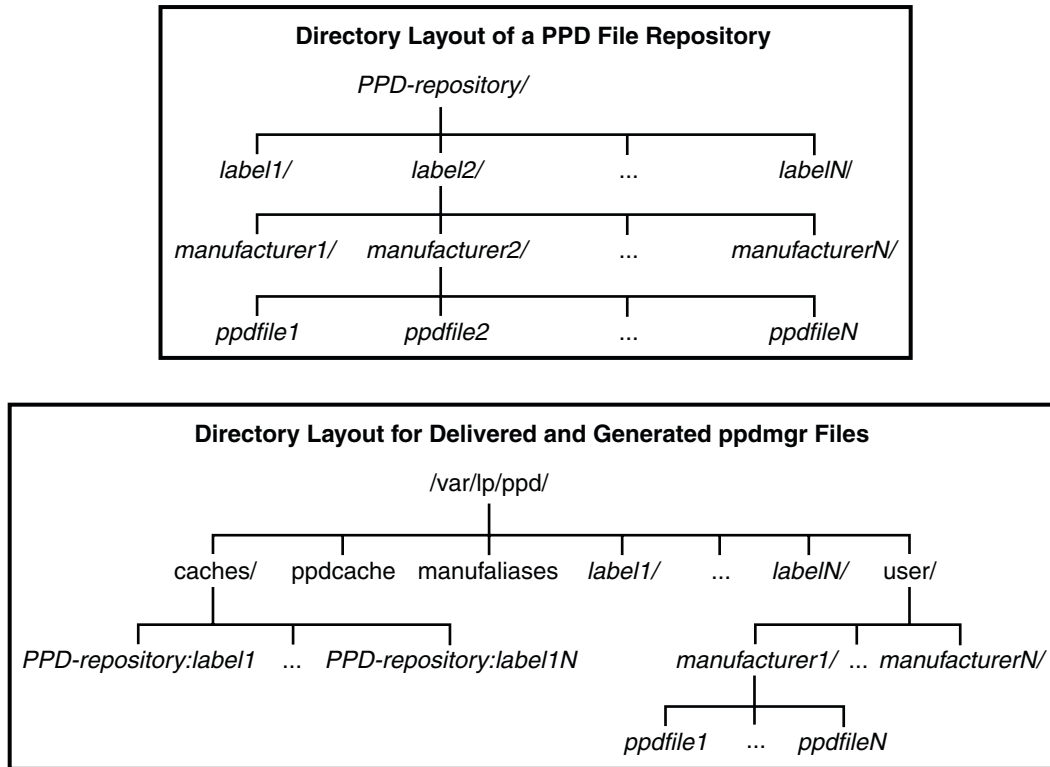 Directory Layout of a PPD File Repository
PPD-repository/
label1/ label2/ ... labelN/
manufacturer1/ manufacturer2/ ... manufacturerN/
ppdfile1 ppdfile2 ... ppdfileN
Directory Layout for Delivered and Generated ppdmgr Files
/var/lp/ppd/
caches/ ppdcache manufaliases label1/ ... labelN/ user/
PPD-repository:label1 ... PPD-repository:label1N manufacturer1/ ... manufacturerN/
ppdfile1 ... ppdfileN